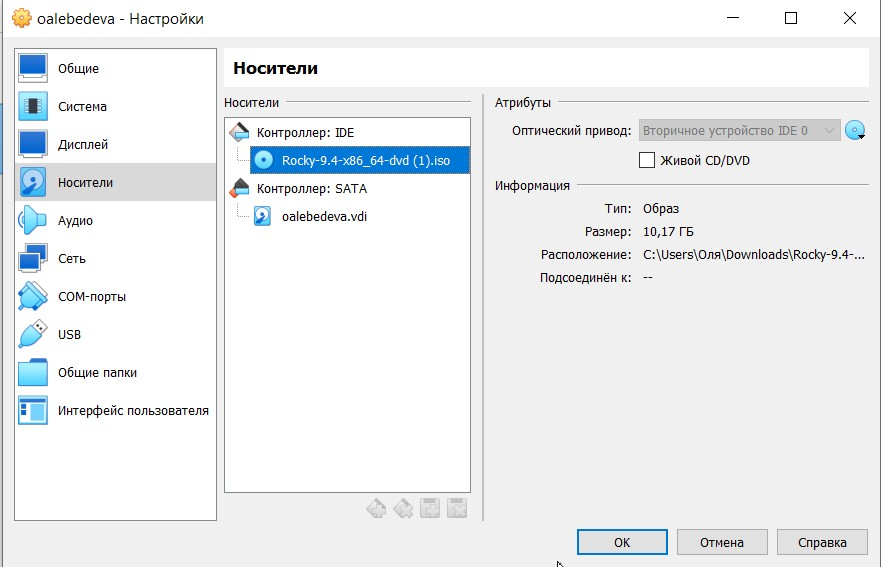 oalebedeva - Настройки
Общие
Система
Дисплей
Носители
Аудио
Сеть
COM-порты
USB
Общие папки
Интерфейс пользователя
Носители
Носители
Контроллер: IDE
Rocky-9.4-x86_64-dvd (1).iso
Контроллер: SATA
oalebedeva.vdi
Атрибуты
Оптический привод: Вторичное устройство IDE 0
Живой CD/DVD
Информация
Тип: Образ
Размер: 10,17 ГБ
Расположение: C:\Users\Оля\Downloads\Rocky-9.4-...
Подсоединён к: --
OK Отмена Справка